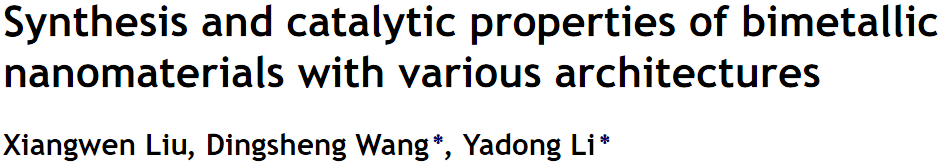 Synthesis and catalytic properties of bimetallic
nanomaterials with various architectures
Xiangwen Liu, Dingsheng Wang*, Yadong Li*